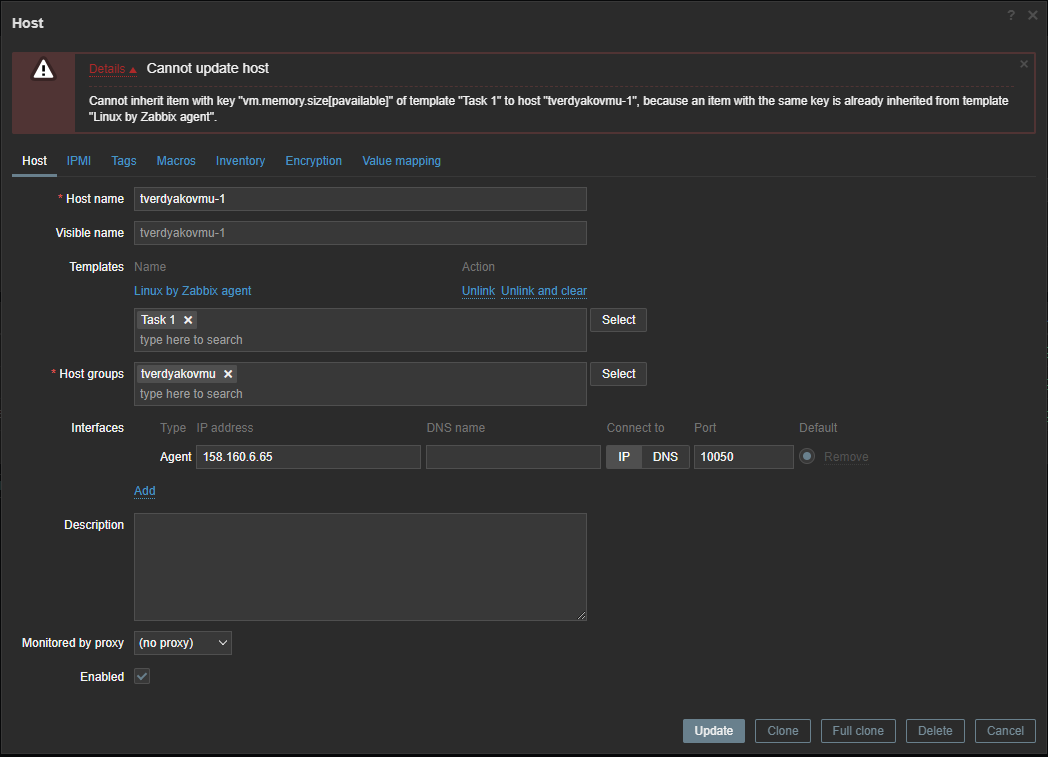 Host
? ×
Details ▲ Cannot update host ×
Cannot inherit item with key "vm.memory.size[pavailable]" of template "Task 1" to host "tverdyakovmu-1", because an item with the same key is already inherited from template
"Linux by Zabbix agent".
Host IPMI Tags Macros Inventory Encryption Value mapping
* Host name tverdyakovmu-1
Visible name tverdyakovmu-1
Templates Name Action
Linux by Zabbix agent Unlink Unlink and clear
Task 1 × Select
type here to search
* Host groups tverdyakovmu × Select
type here to search
Interfaces Type IP address DNS name Connect to Port Default
Agent 158.160.6.65 IP DNS 10050 Remove
Add
Description
Monitored by proxy (no proxy)
Enabled
Update Clone Full clone Delete Cancel